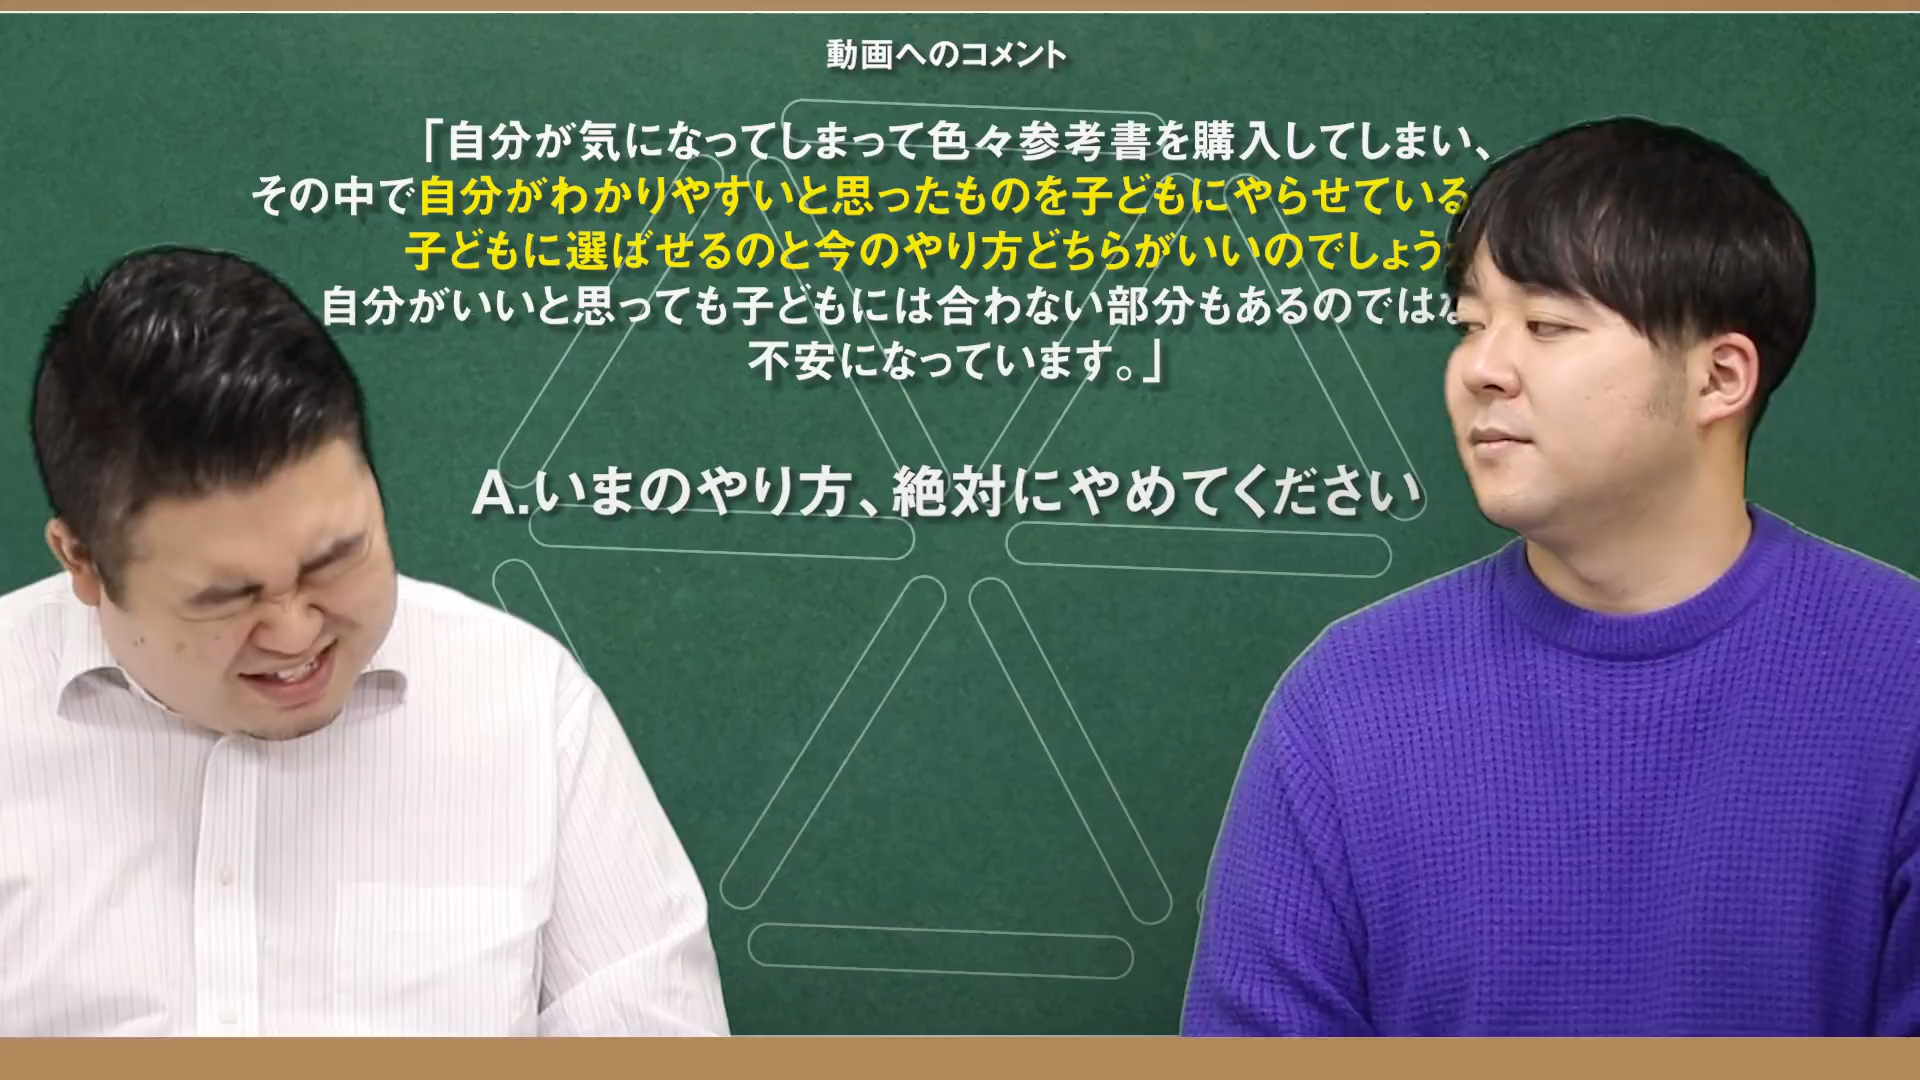 動画へのコメント
「自分が気になってしまって色々参考書を購入してしまい、
その中で自分がわかりやすいと思ったものを子どもにやらせている
子どもに選ばせるのと今のやり方どちらがいいのでしょう
自分がいいと思っても子どもには合わない部分もあるのでは
不安になっています。」
A.いまのやり方、絶対にやめてください